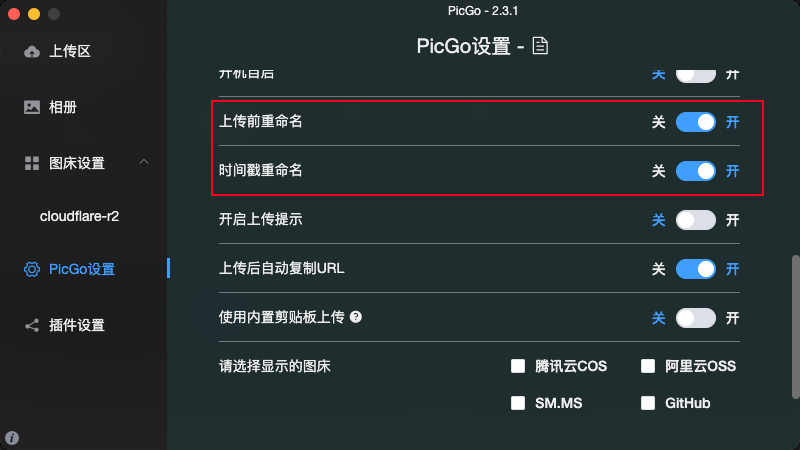 PicGo - 2.3.1
上传区
相册
图床设置
cloudflare-r2
PicGo设置
插件设置
PicGo设置 -
开机自启 关 开
上传前重命名 关 开
时间戳重命名 关 开
开启上传提示 关 开
上传后自动复制URL 关 开
使用内置剪贴板上传 ? 关 开
请选择显示的图床 腾讯云COS 阿里云OSS
SM.MS GitHub